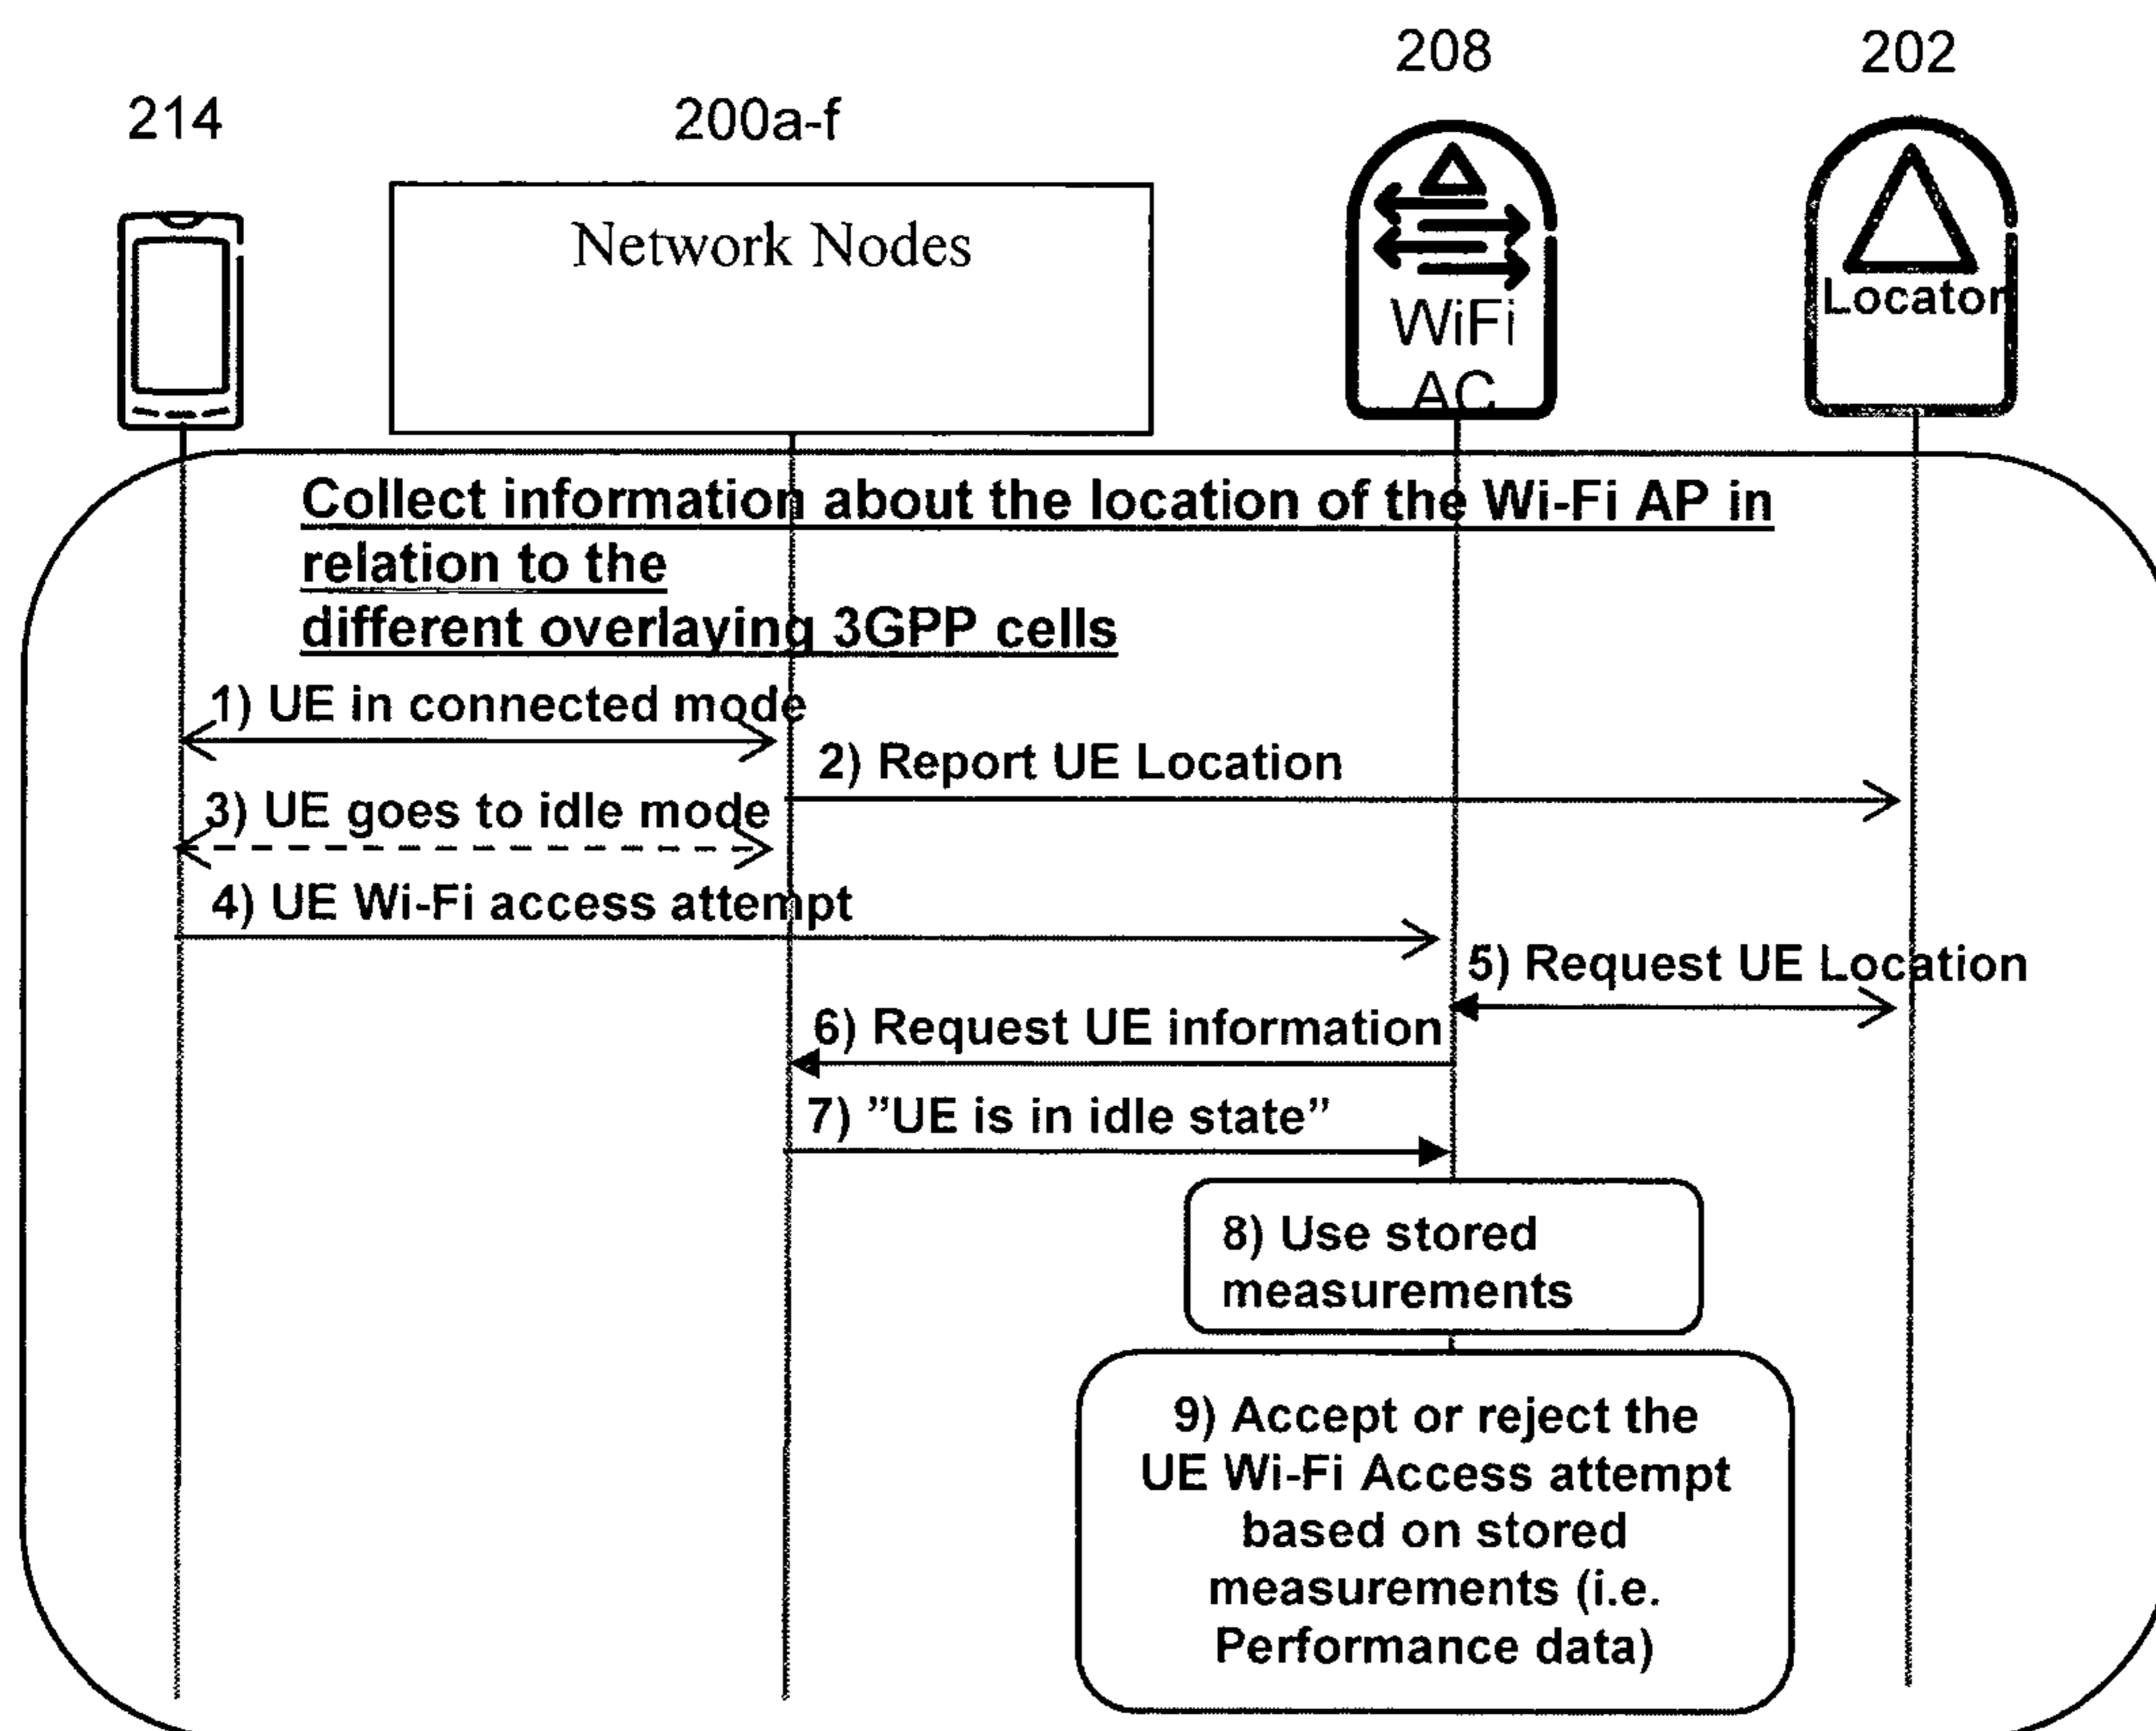 208
202
214
200a-f
Network Nodes
WiFi
AC
Locator
Collect information about the location of the Wi-Fi AP in
relation to the
different overlaying 3GPP cells
1) UE in connected mode
2) Report UE Location
3) UE goes to idle mode
4) UE Wi-Fi access attempt
5) Request UE Location
6) Request UE information
7) ”UE is in idle state”
8) Use stored
measurements
9) Accept or reject the
UE Wi-Fi Access attempt
based on stored
measurements (i.e.
Performance data)